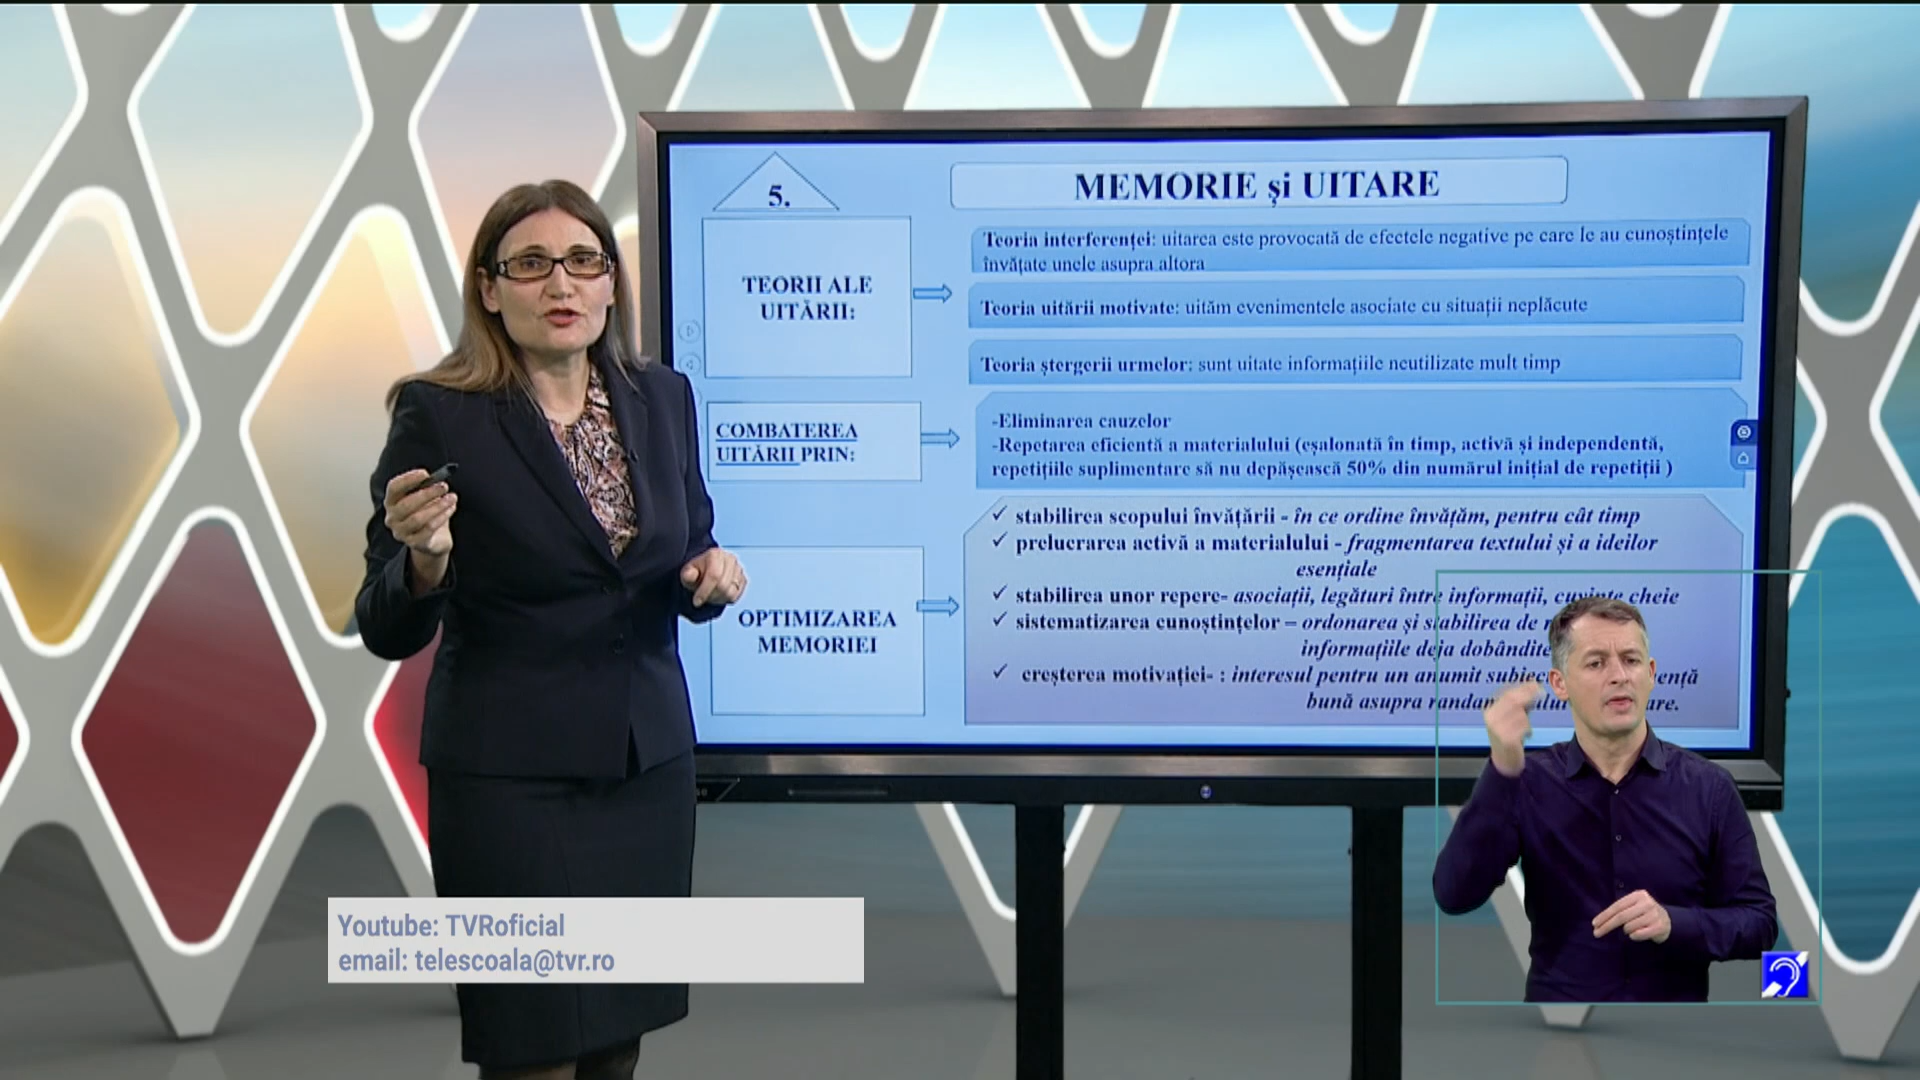 5.
MEMORIE și UITARE
TEORII ALE
UITĂRII:
Teoria interferenței: uitarea este provocată de efectele negative pe care le au cunoștințele
învățate unele asupra altora
Teoria uitării motivate: uităm evenimentele asociate cu situații neplăcute
Teoria ștergerii urmelor: sunt uitate informațiile neutilizate mult timp
COMBATEREA
UITĂRII PRIN:
-Eliminarea cauzelor
-Repetarea eficientă a materialului (eșalonată în timp, activă și independentă,
repetițiile suplimentare să nu depășească 50% din numărul inițial de repetiții )
OPTIMIZAREA
MEMORIEI
✓ stabilirea scopului învățării - în ce ordine învățăm, pentru cât timp
✓ prelucrarea activă a materialului - fragmentarea textului și a ideilor
esențiale
✓ stabilirea unor repere- asociații, legături între informații, cuvinte cheie
✓ sistematizarea cunoștințelor – ordonarea și stabilirea de
informațiile deja dobândite
✓ creșterea motivației- : interesul pentru un anumit
bună asupra
Youtube: TVRoficial
email: telescoala@tvr.ro